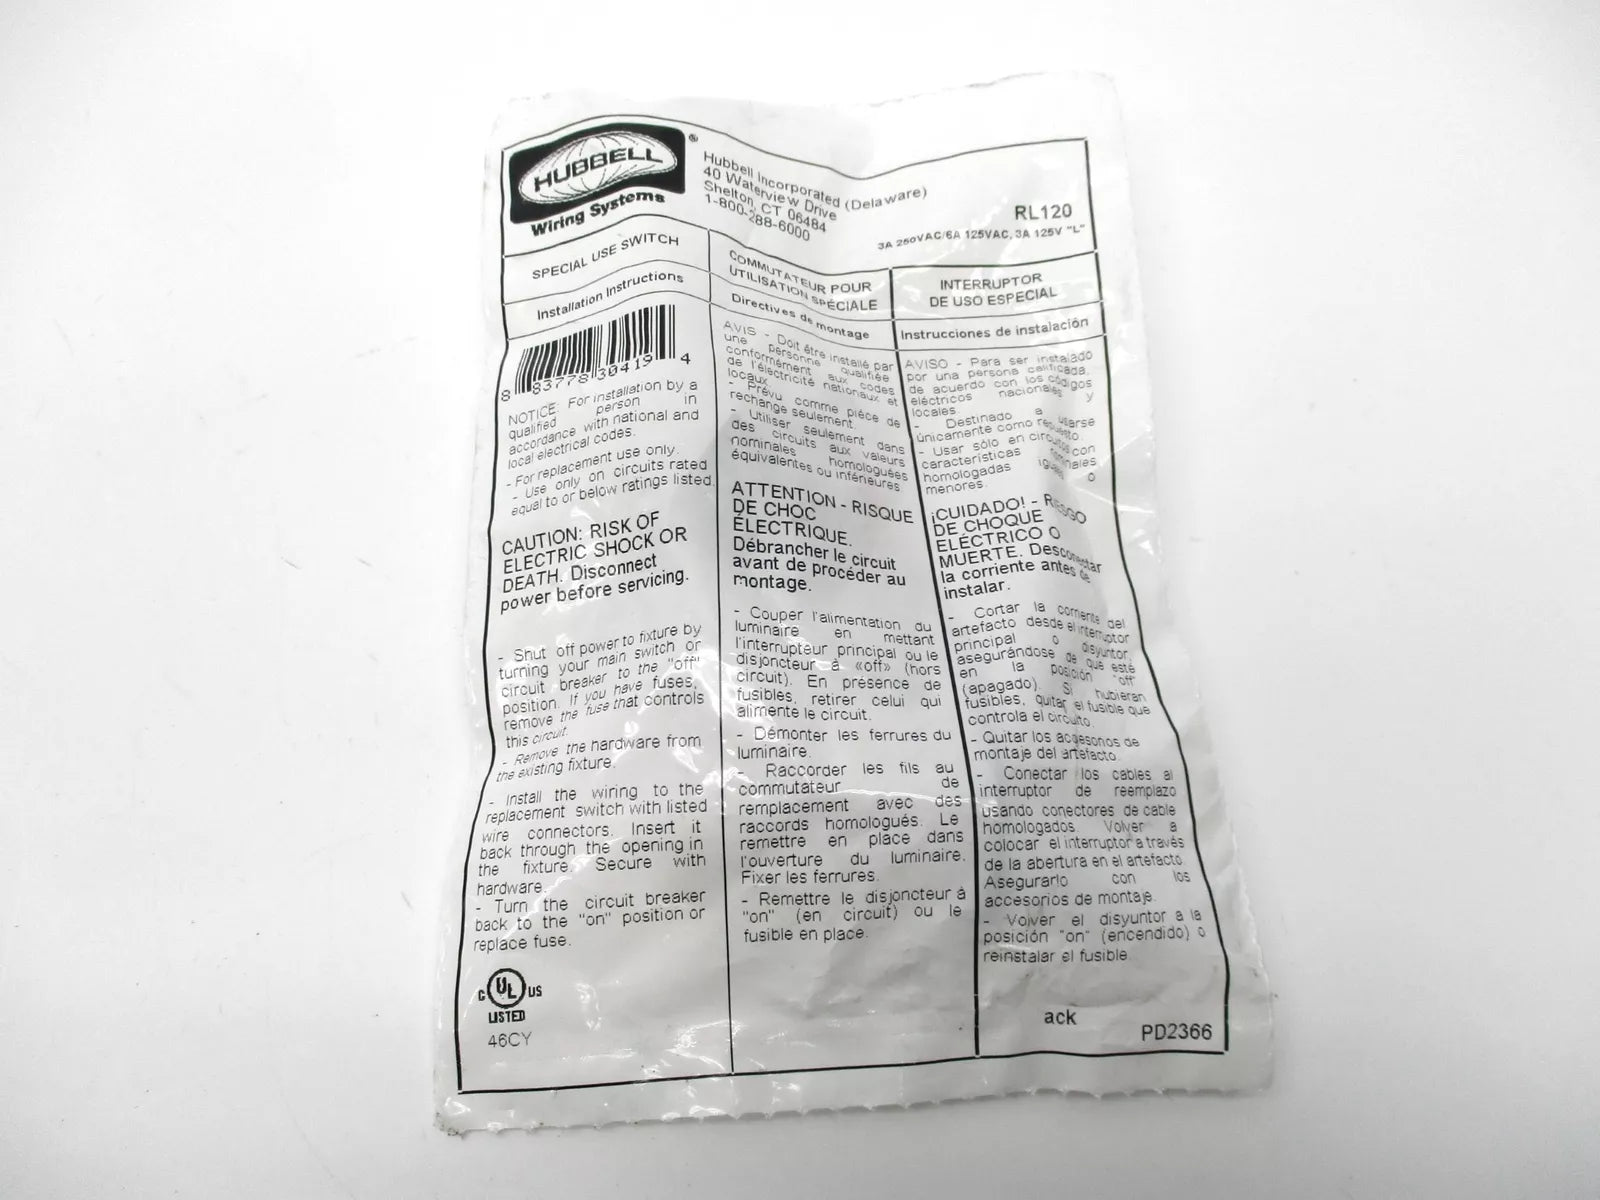 HUBBELL
®
Wiring Systems
Hubbell Incorporated (Delaware)
40 Waterview Drive
Shelton, CT 06484
1-800-288-6000
RL120
3A 250VAC/6A 125VAC, 3A 125V "L"
SPECIAL USE SWITCH
Installation Instructions
8 83778 30419 4
NOTICE: For installation by a
qualified person in
accordance with national and
local electrical codes.
- For replacement use only.
- Use only on circuits rated
equal to or below ratings listed.
CAUTION: RISK OF
ELECTRIC SHOCK OR
DEATH. Disconnect
power before servicing.
- Shut off power to fixture by
turning your main switch or
circuit breaker to the "off"
position. If you have fuses,
remove the fuse that controls
this circuit.
- Remove the hardware from
the existing fixture.
- Install the wiring to the
replacement switch with listed
wire connectors. Insert it
back through the opening in
the fixture. Secure with
hardware.
- Turn the circuit breaker
back to the "on" position or
replace fuse.
C UL US
LISTED
46CY
COMMUTATEUR POUR
UTILISATION SPÉCIALE
Directives de montage
AVIS - Doit être installé par
une personne qualifiée
conformément aux codes
de l'électricité nationaux et
locaux.
- Prévu comme pièce de
rechange seulement.
- Utiliser seulement dans
des circuits aux valeurs
nominales homologuées
équivalentes ou inférieures.
ATTENTION - RISQUE
DE CHOC
ÉLECTRIQUE.
Débrancher le circuit
avant de procéder au
montage.
- Couper l'alimentation du
luminaire en mettant
l'interrupteur principal ou le
disjoncteur à «off» (hors
circuit). En présence de
fusibles, retirer celui qui
alimente le circuit.
- Démonter les ferrures du
luminaire.
- Raccorder les fils au
commutateur de
remplacement avec des
raccords homologués. Le
remettre en place dans
l'ouverture du luminaire.
Fixer les ferrures.
- Remettre le disjoncteur à
"on" (en circuit) ou le
fusible en place.
INTERRUPTOR
DE USO ESPECIAL
Instrucciones de instalación
AVISO - Para ser instalado
por una persona calificada,
de acuerdo con los códigos
eléctricos nacionales y
locales.
- Destinado a usarse
únicamente como repuesto.
- Usar sólo en circuitos con
características nominales
homologadas iguales o
menores.
¡CUIDADO! - RIESGO
DE CHOQUE
ELÉCTRICO O
MUERTE. Desconectar
la corriente antes de
instalar.
- Cortar la corriente del
artefacto desde el interruptor
principal o disyuntor,
asegurándose de que esté
en la posición "off"
(apagado). Si hubieran
fusibles, quitar el fusible que
controla el circuito.
- Quitar los accesorios de
montaje del artefacto.
- Conectar los cables al
interruptor de reemplazo
usando conectores de cable
homologados. Volver a
colocar el interruptor a través
de la abertura en el artefacto.
Asegurarlo con los
accesorios de montaje.
- Volver el disyuntor a la
posición "on" (encendido) o
reinstalar el fusible.
ack
PD2366